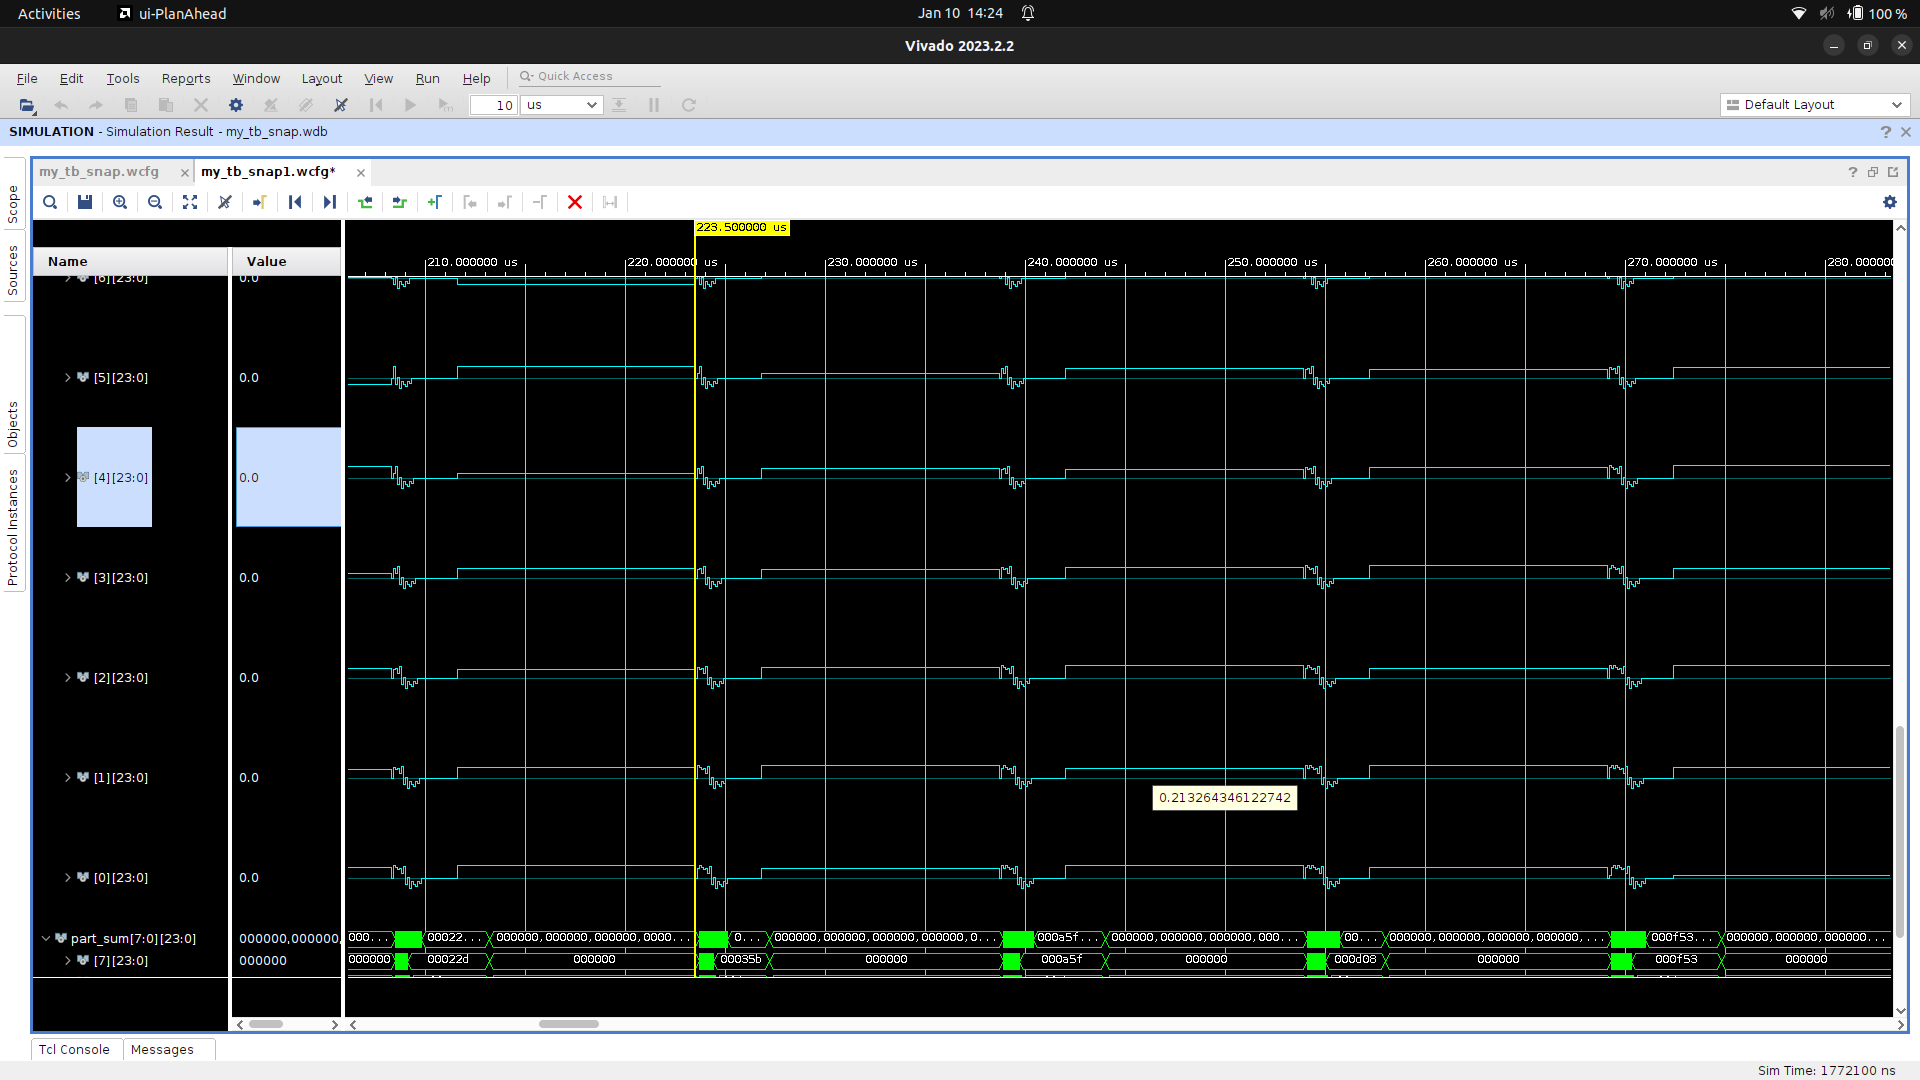 Activities ui-PlanAhead Jan 10 14:24 100 %
Vivado 2023.2.2
File Edit Tools Reports Window Layout View Run Help Quick Access
10 us Default Layout
SIMULATION - Simulation Result - my_tb_snap.wdb
my_tb_snap.wcfg my_tb_snap1.wcfg*
Scope
Sources
Objects
Protocol Instances
223.500000 us
Name Value
210.000000 us 220.000000 us 230.000000 us 240.000000 us 250.000000 us 260.000000 us 270.000000 us 280.00000
[6][23:0] 0.0
[5][23:0] 0.0
[4][23:0] 0.0
[3][23:0] 0.0
[2][23:0] 0.0
[1][23:0] 0.0
0.213264346122742
[0][23:0] 0.0
part_sum[7:0][23:0] 000000,000000, 000... 00022... 000000,000000,000000,0000... 0... 000000,000000,000000,000000,0... 000a5f... 000000,000000,000000,000... 00... 000000,000000,000000,000000,... 000f53... 000000,000000,000000...
[7][23:0] 000000 000000 00022d 000000 00035b 000000 000a5f 000000 000d08 000000 000f53 000000
Tcl Console Messages
Sim Time: 1772100 ns